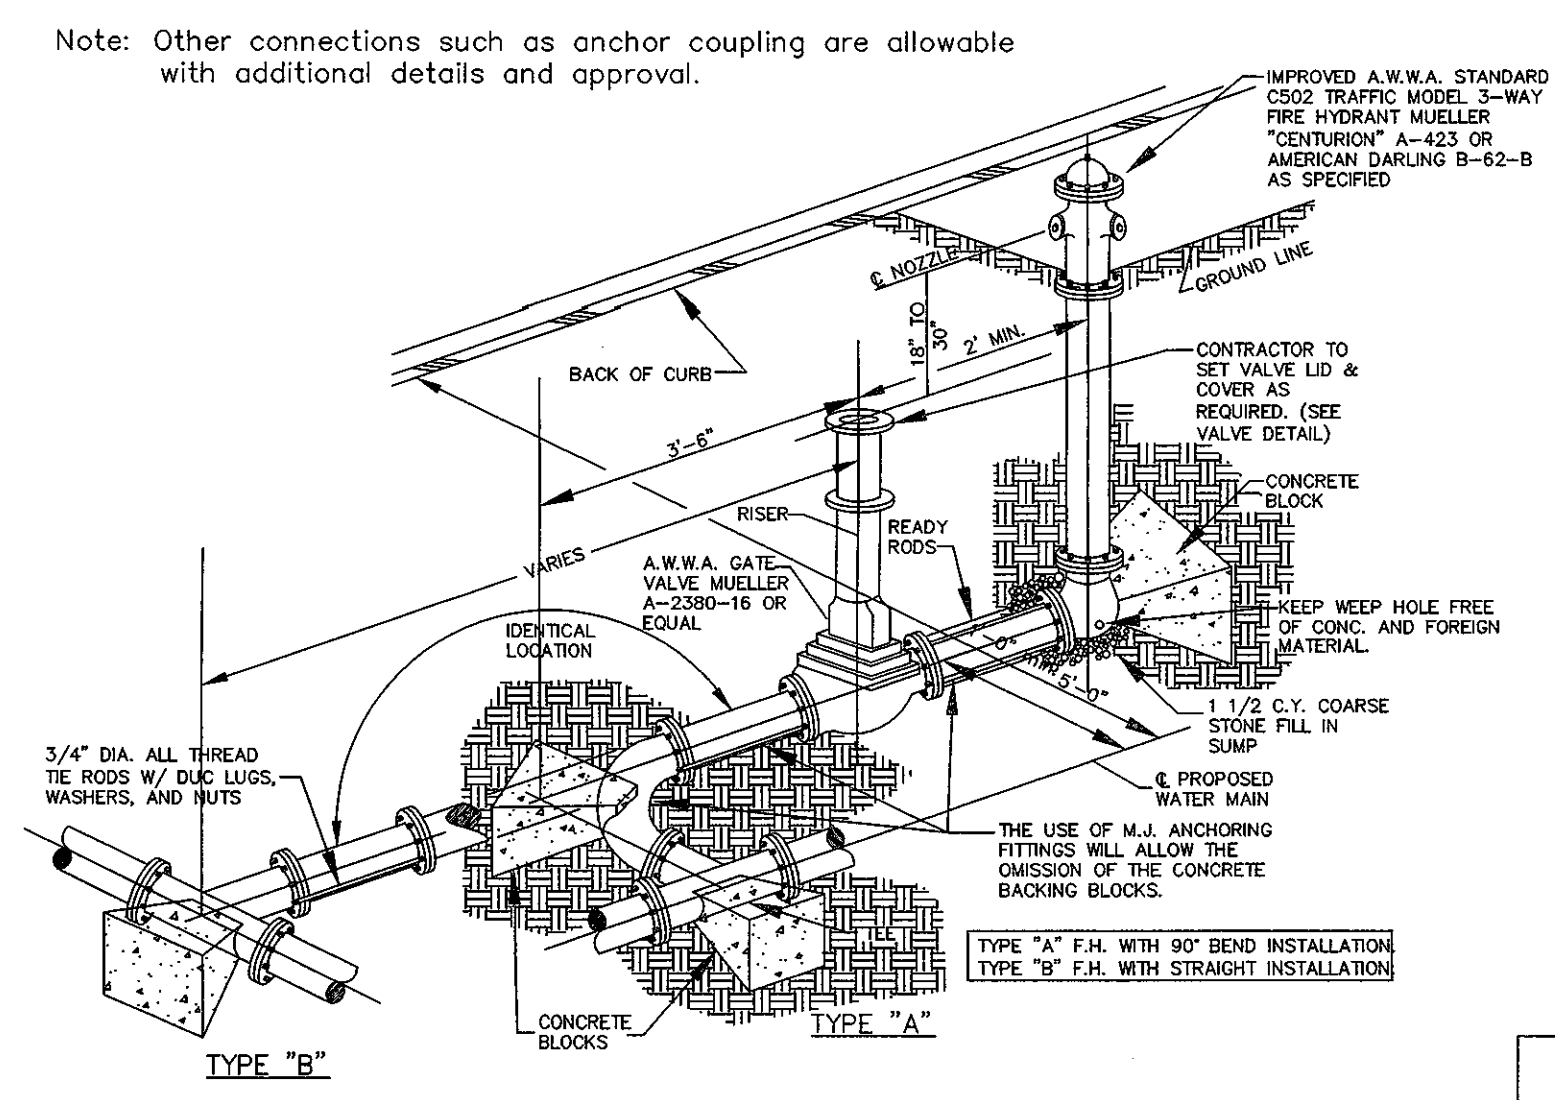 Note: Other connections such as anchor coupling are allowable
with additional details and approval.
IMPROVED A.W.W.A. STANDARD
C502 TRAFFIC MODEL 3-WAY
FIRE HYDRANT MUELLER
"CENTURION" A-423 OR
AMERICAN DARLING B-62-B
AS SPECIFIED
℄ NOZZLE
GROUND LINE
18" TO
30"
2' MIN.
BACK OF CURB
CONTRACTOR TO
SET VALVE LID &
COVER AS
REQUIRED. (SEE
VALVE DETAIL)
3'-6"
CONCRETE
BLOCK
RISER
READY
RODS
VARIES
A.W.W.A. GATE
VALVE MUELLER
A-2380-16 OR
EQUAL
IDENTICAL
LOCATION
KEEP WEEP HOLE FREE
OF CONC. AND FOREIGN
MATERIAL.
5'-0"
1 1/2 C.Y. COARSE
STONE FILL IN
SUMP
3/4" DIA. ALL THREAD
TIE RODS W/ DUC LUGS,
WASHERS, AND NUTS
℄ PROPOSED
WATER MAIN
THE USE OF M.J. ANCHORING
FITTINGS WILL ALLOW THE
OMISSION OF THE CONCRETE
BACKING BLOCKS.
TYPE "A" F.H. WITH 90° BEND INSTALLATION
TYPE "B" F.H. WITH STRAIGHT INSTALLATION
CONCRETE
BLOCKS
TYPE "A"
TYPE "B"